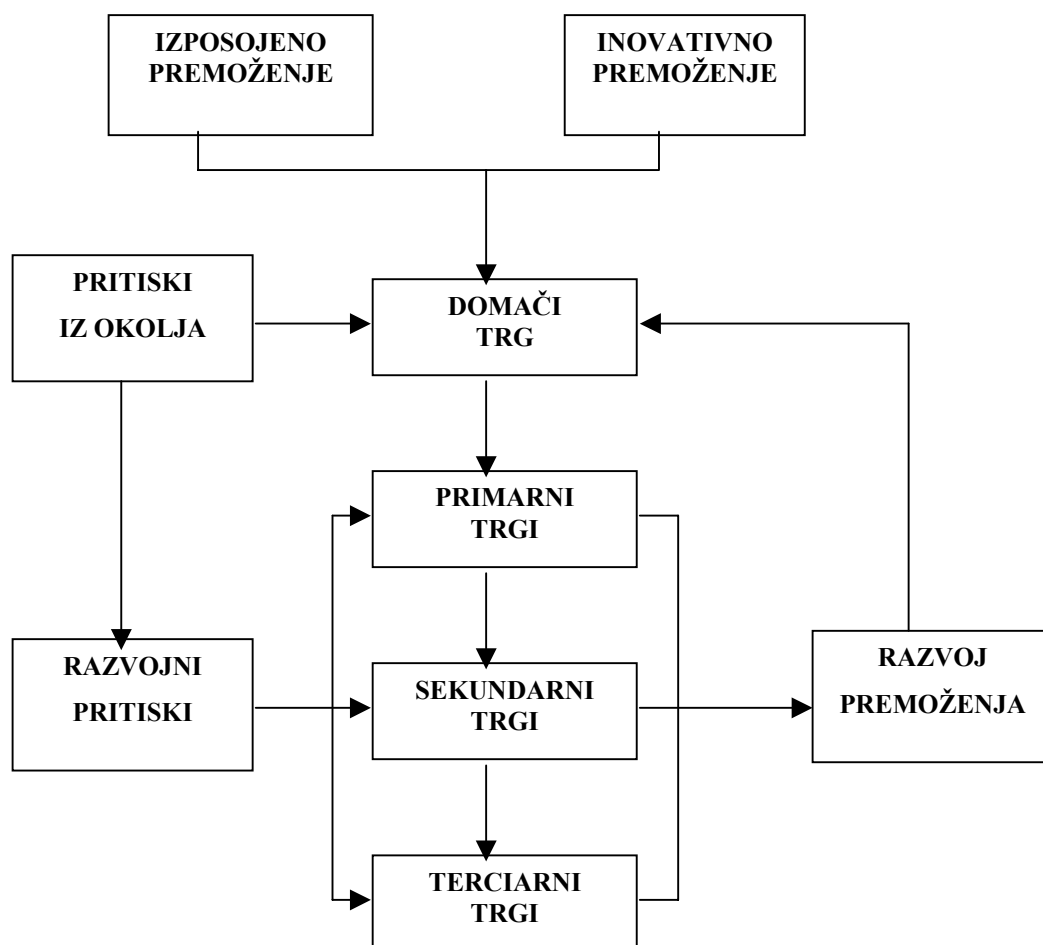 IZPOSOJENO
PREMOŽENJE
INOVATIVNO
PREMOŽENJE
PRITISKI
IZ OKOLJA
DOMAČI
TRG
PRIMARNI
TRGI
RAZVOJNI
PRITISKI
SEKUNDARNI
TRGI
RAZVOJ
PREMOŽENJA
TERCIARNI
TRGI